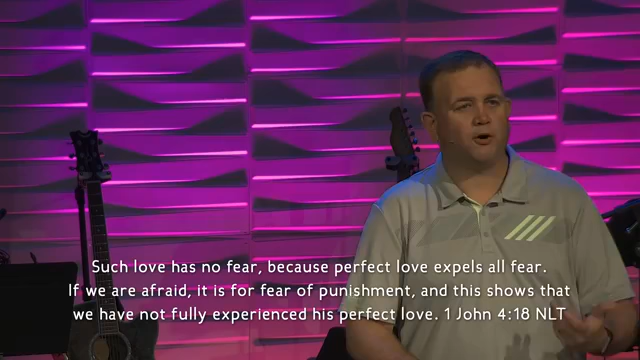 Such love has no fear, because perfect love expels all fear.
If we are afraid, it is for fear of punishment, and this shows that
we have not fully experienced his perfect love. 1 John 4:18 NLT